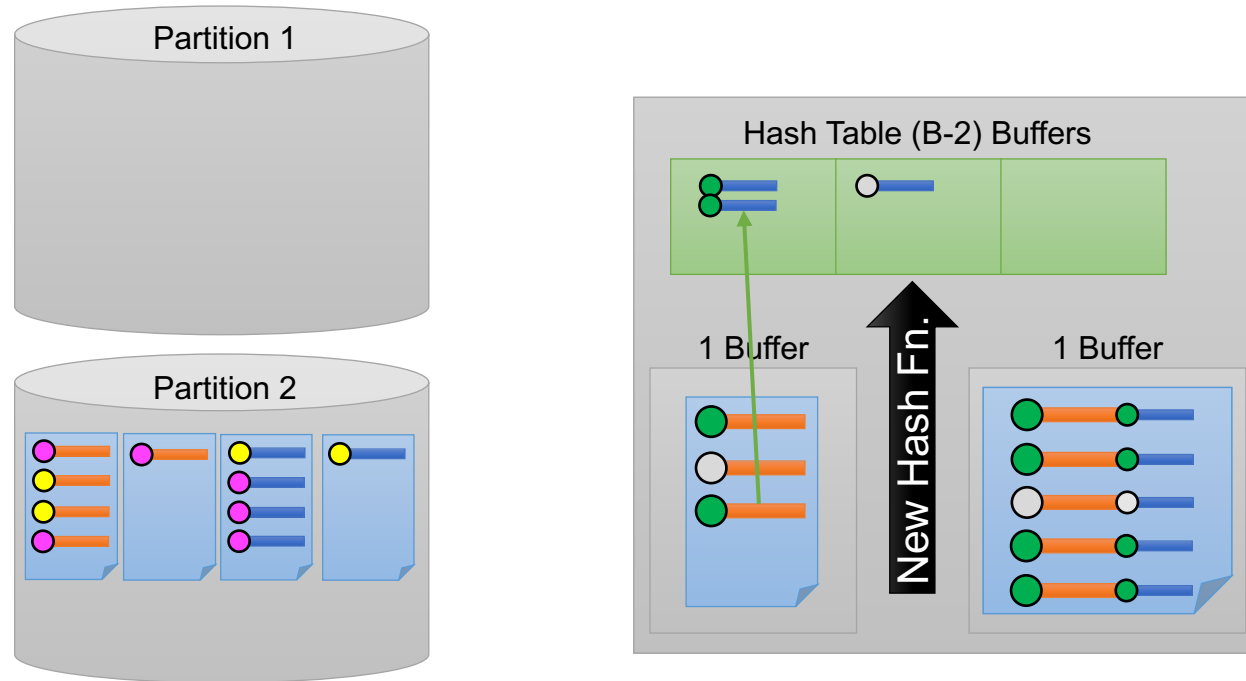 Partition 1
Hash Table (B-2) Buffers
1 Buffer
New Hash Fn.
1 Buffer
Partition 2